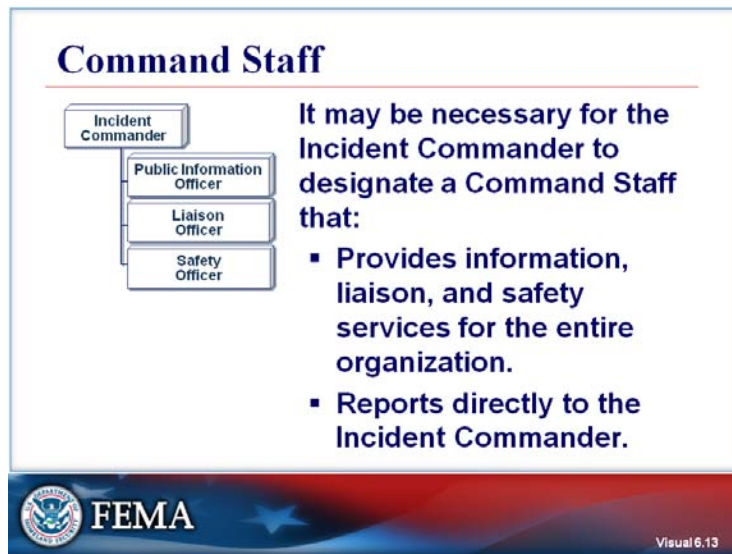 Command Staff
Incident
Commander
Public Information
Officer
Liaison
Officer
Safety
Officer
It may be necessary for the
Incident Commander to
designate a Command Staff
that:
▪ Provides information,
liaison, and safety
services for the entire
organization.
▪ Reports directly to the
Incident Commander.
FEMA
Visual 6.13